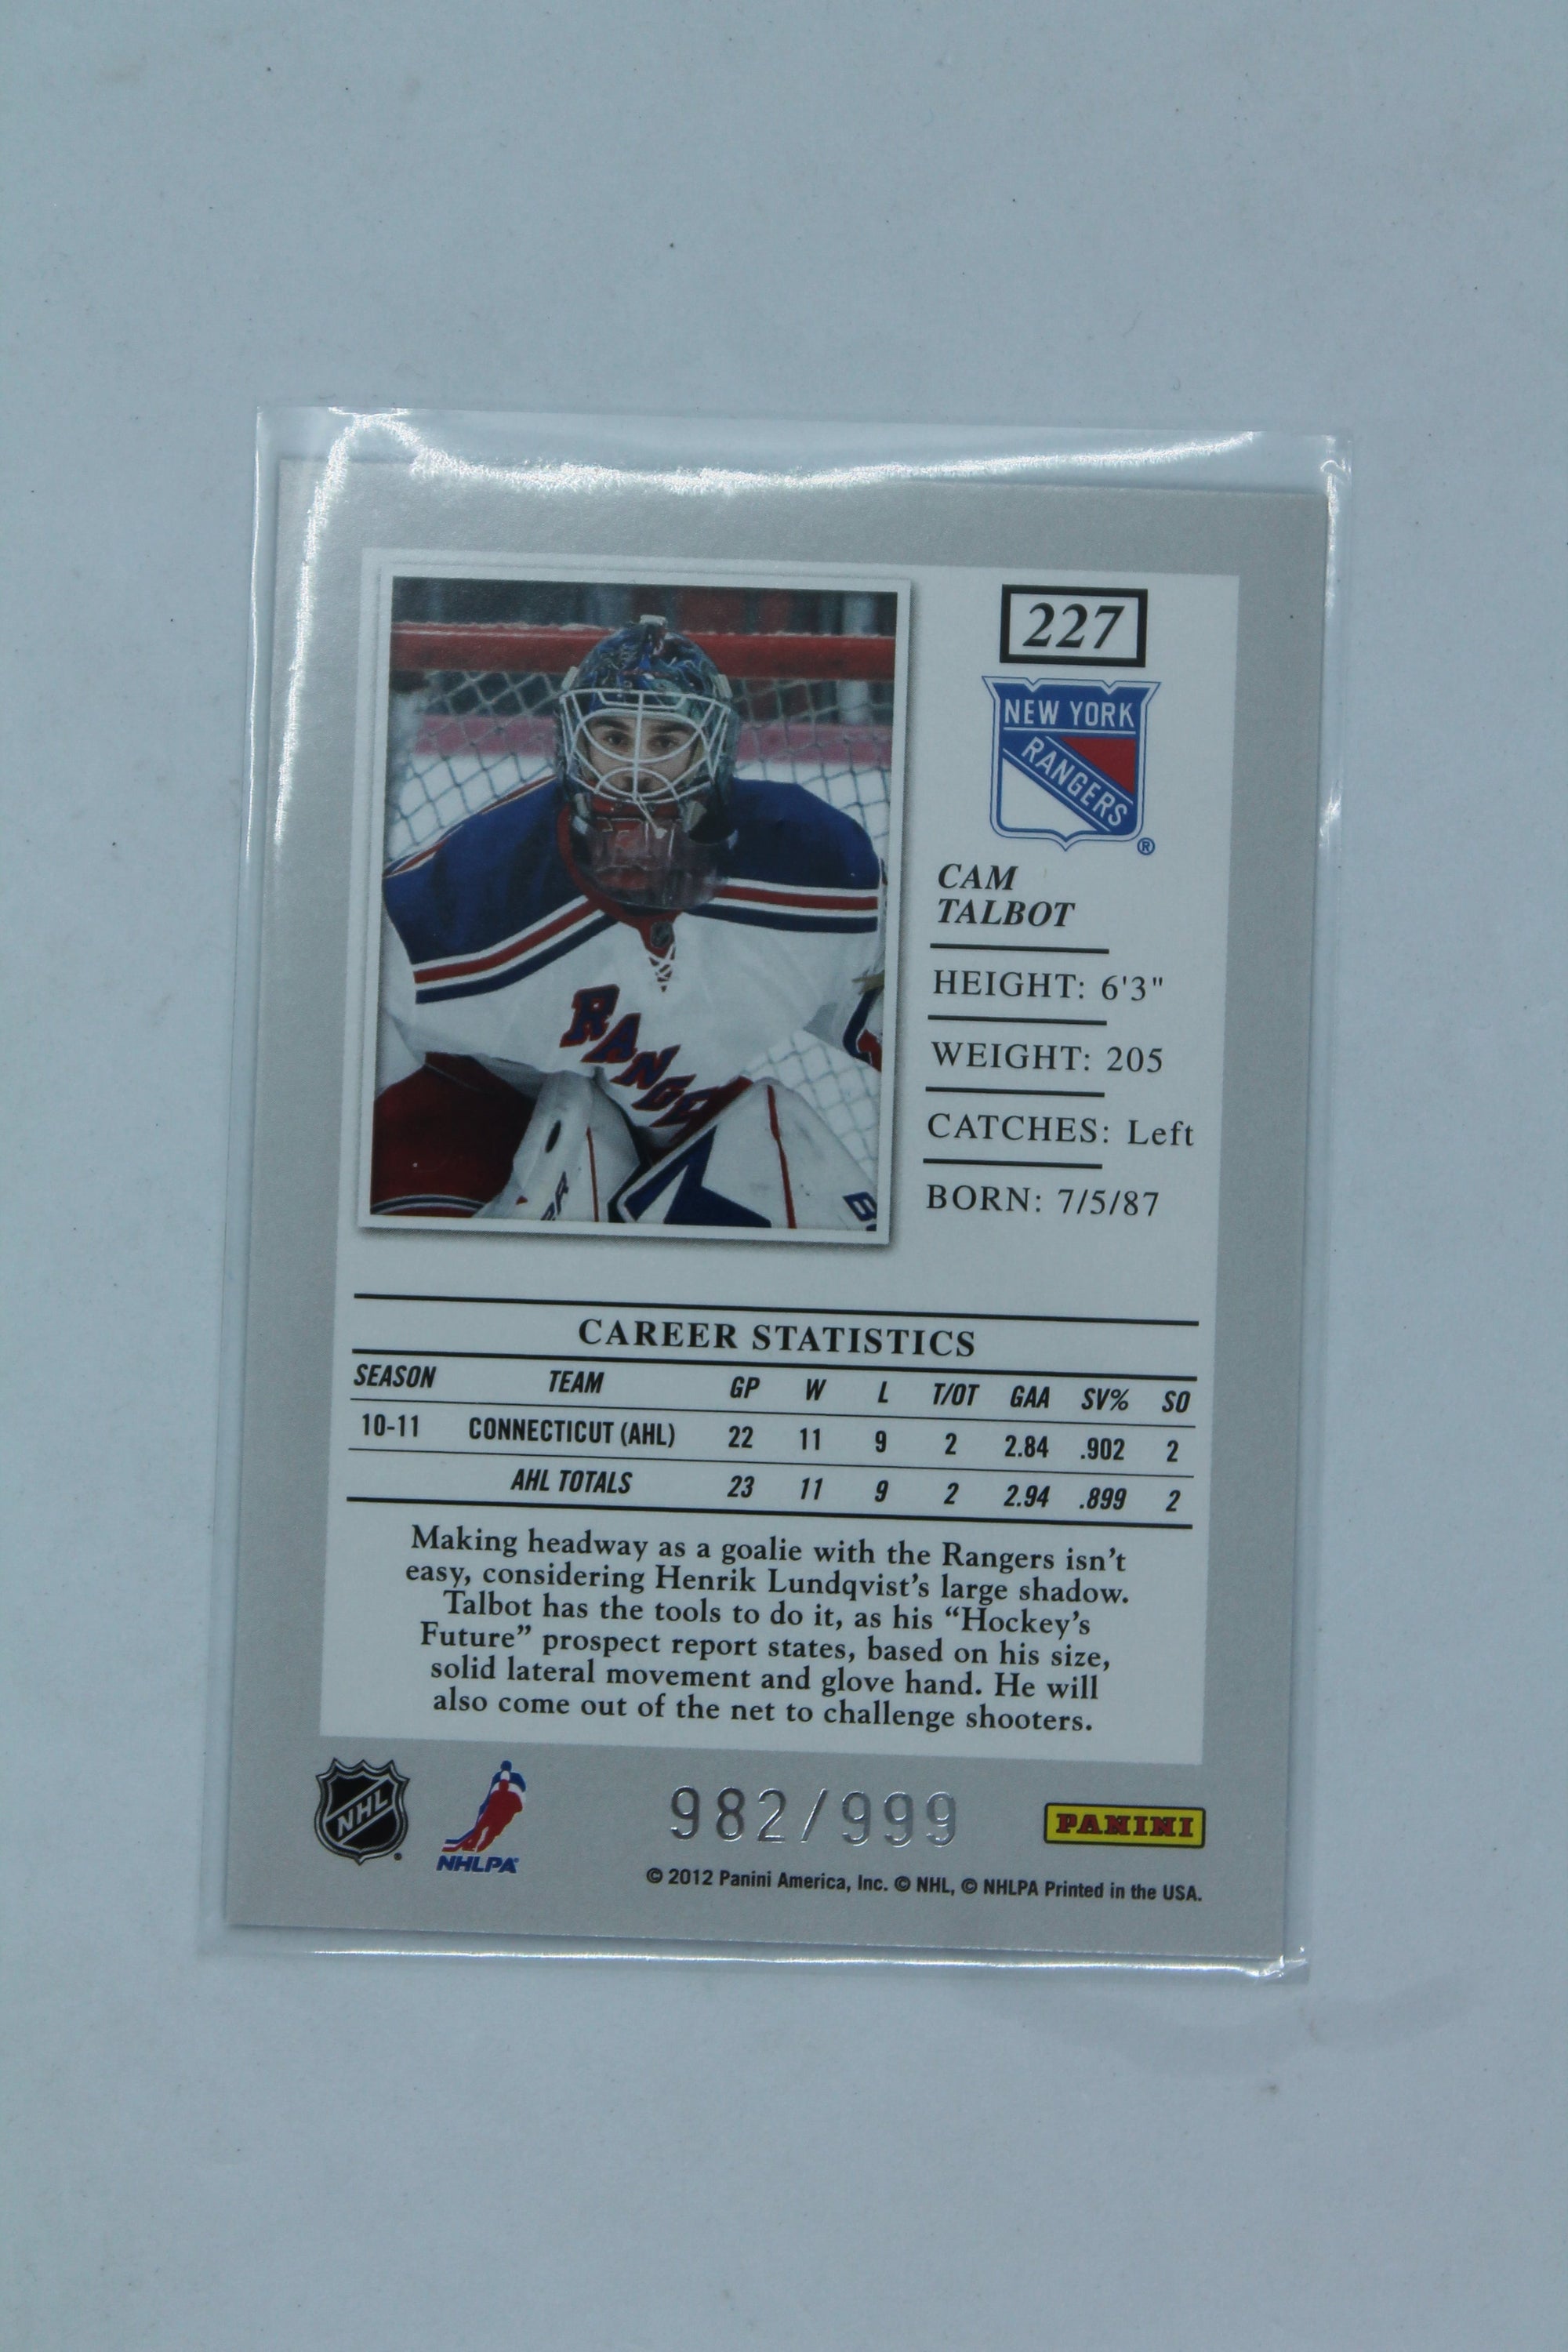 227
NEW YORK
RANGERS
®
CAM
TALBOT
HEIGHT: 6'3"
WEIGHT: 205
CATCHES: Left
BORN: 7/5/87
RANGE
CAREER STATISTICS
SEASON TEAM GP W L T/OT GAA SV% SO
10-11 CONNECTICUT (AHL) 22 11 9 2 2.84 .902 2
AHL TOTALS 23 11 9 2 2.94 .899 2
Making headway as a goalie with the Rangers isn't
easy, considering Henrik Lundqvist's large shadow.
Talbot has the tools to do it, as his “Hockey's
Future” prospect report states, based on his size,
solid lateral movement and glove hand. He will
also come out of the net to challenge shooters.
NHL
NHLPA
982/999
PANINI
© 2012 Panini America, Inc. © NHL, © NHLPA Printed in the USA.